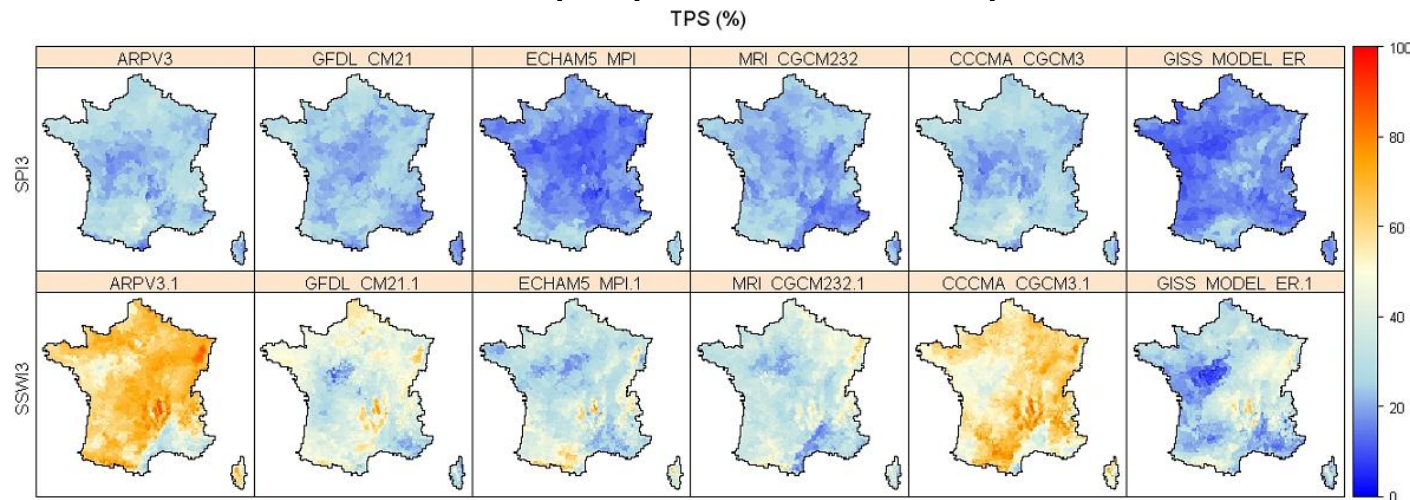 TPS (%)
ARPV3 GFDL CM21 ECHAM5 MPI MRI CGCM232 CCCMA CGCM3 GISS MODEL ER
SPI3
ARPV3.1 GFDL CM21.1 ECHAM5 MPI.1 MRI CGCM232.1 CCCMA CGCM3.1 GISS MODEL ER.1
SSWI3
100
80
60
40
20
0